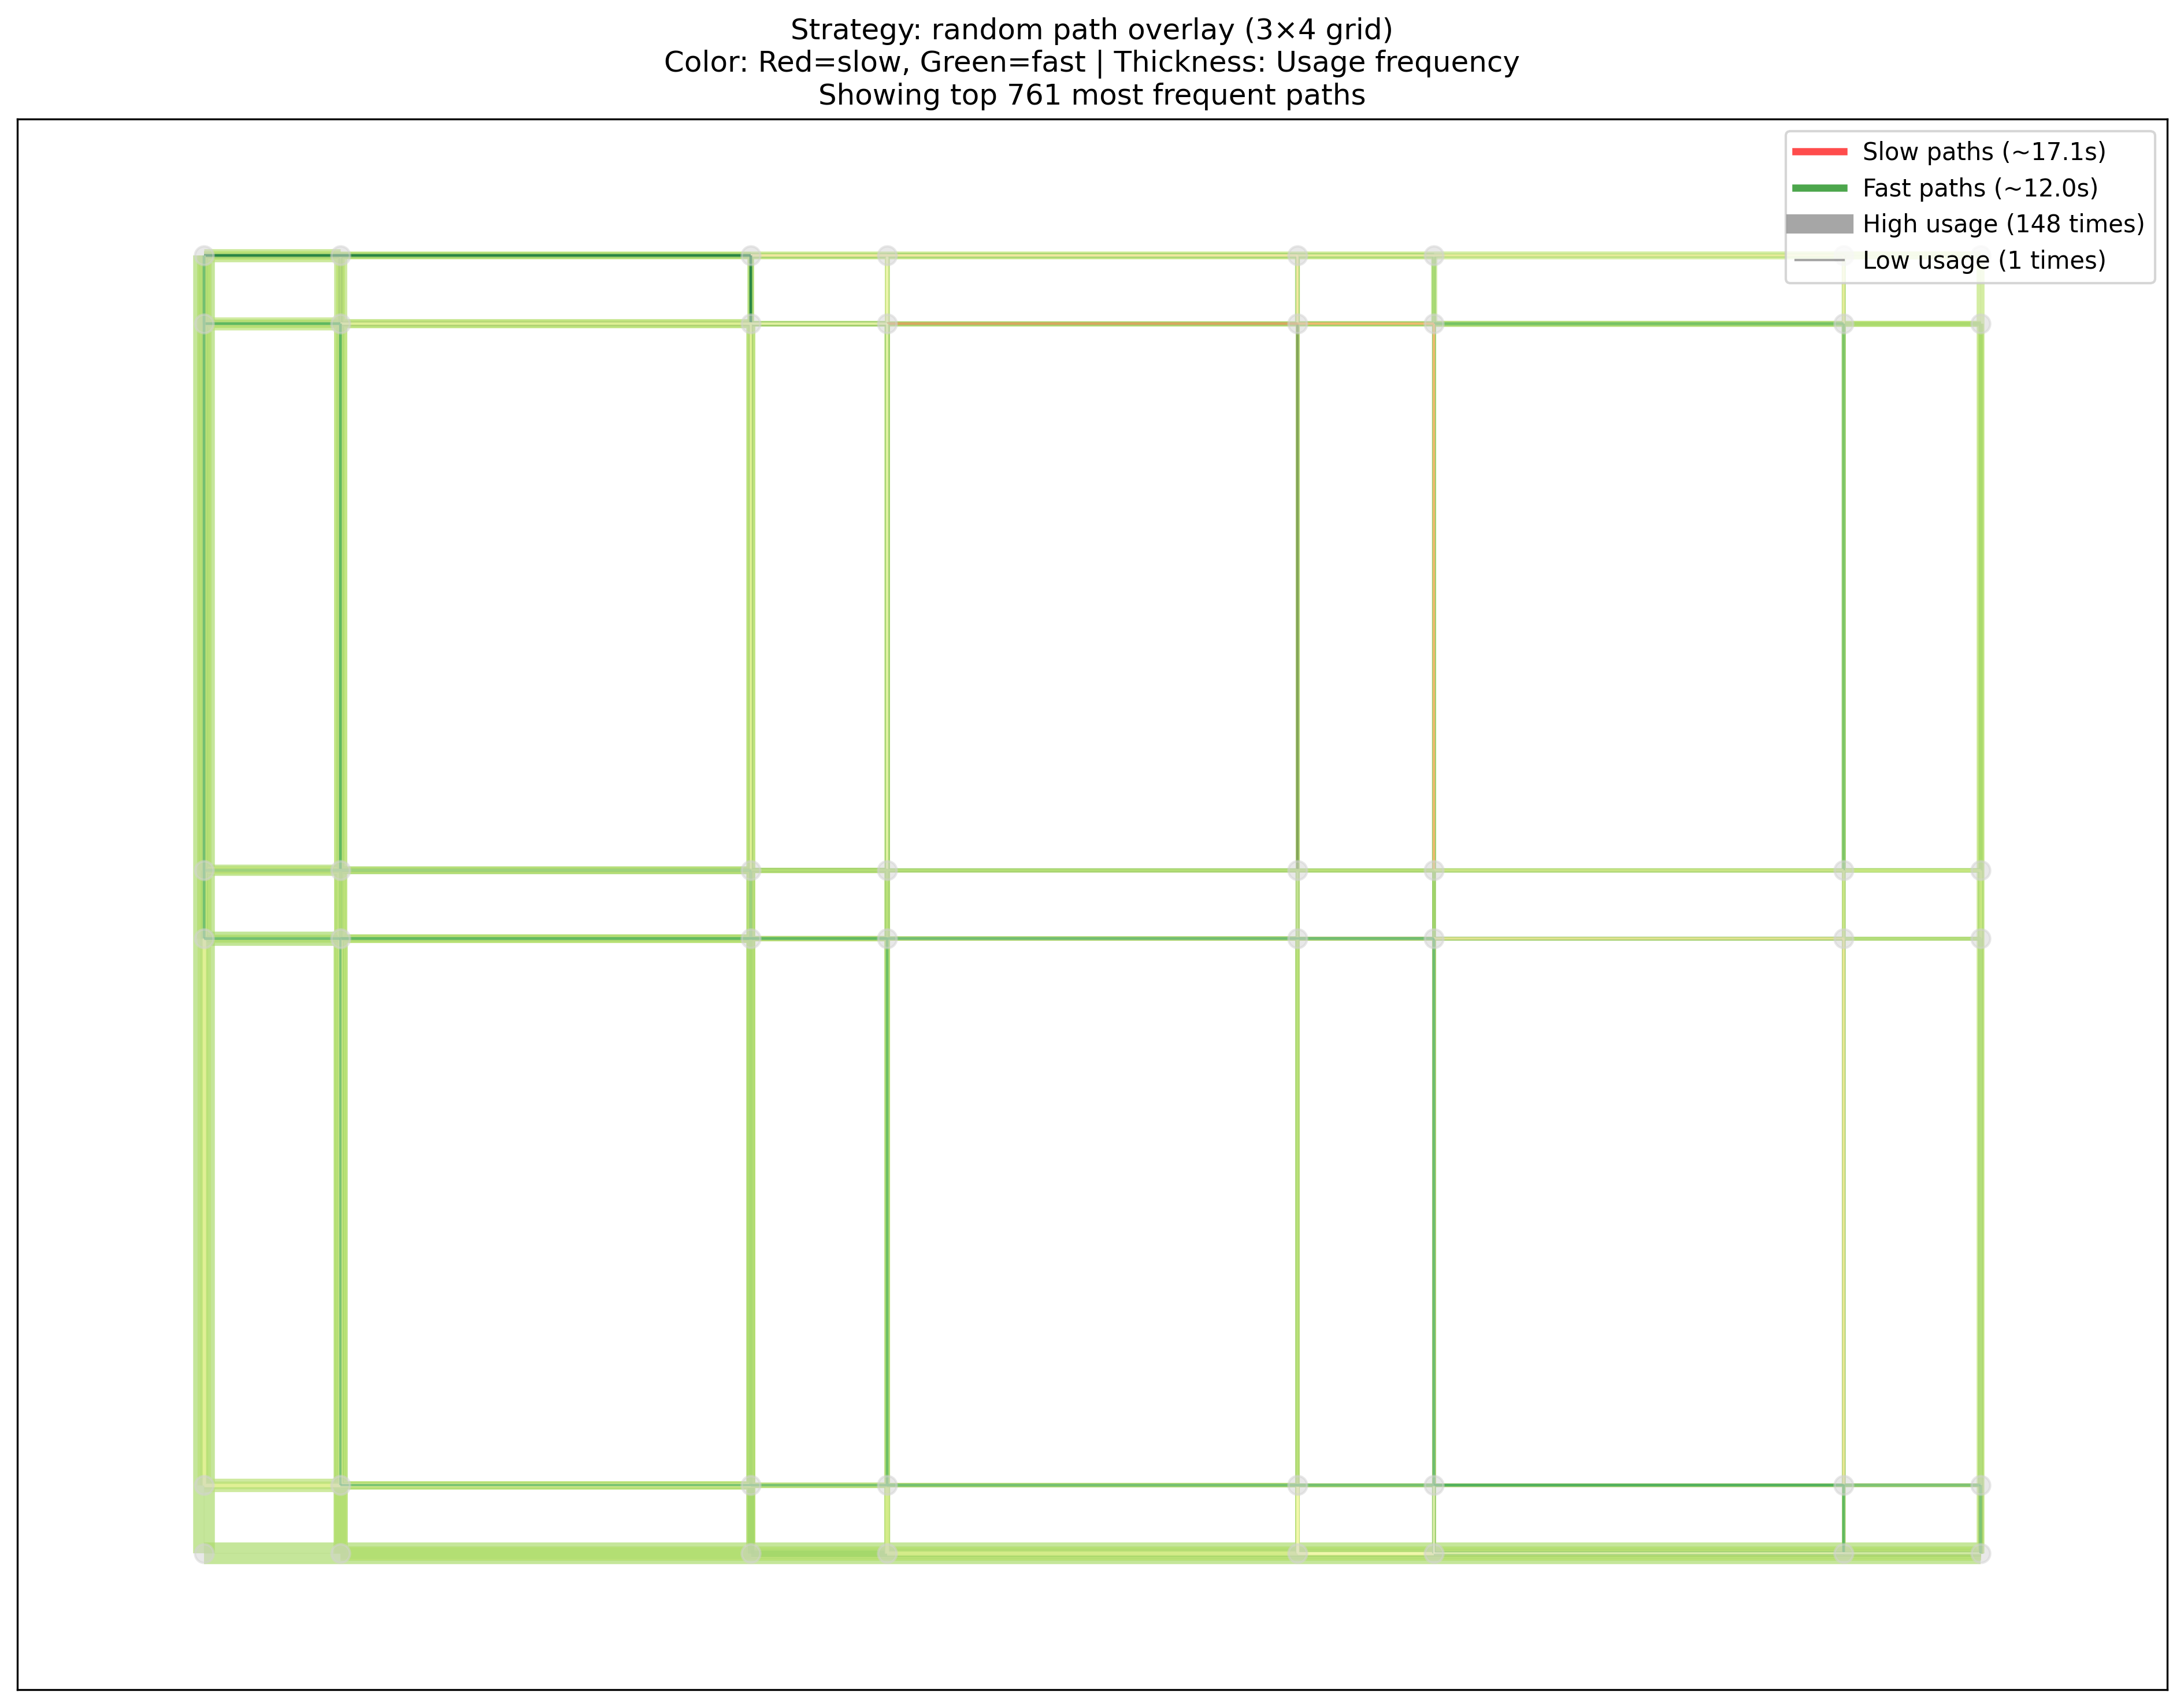 Strategy: random path overlay (3×4 grid)
Color: Red=slow, Green=fast | Thickness: Usage frequency
Showing top 761 most frequent paths
Slow paths (~17.1s)
Fast paths (~12.0s)
High usage (148 times)
Low usage (1 times)